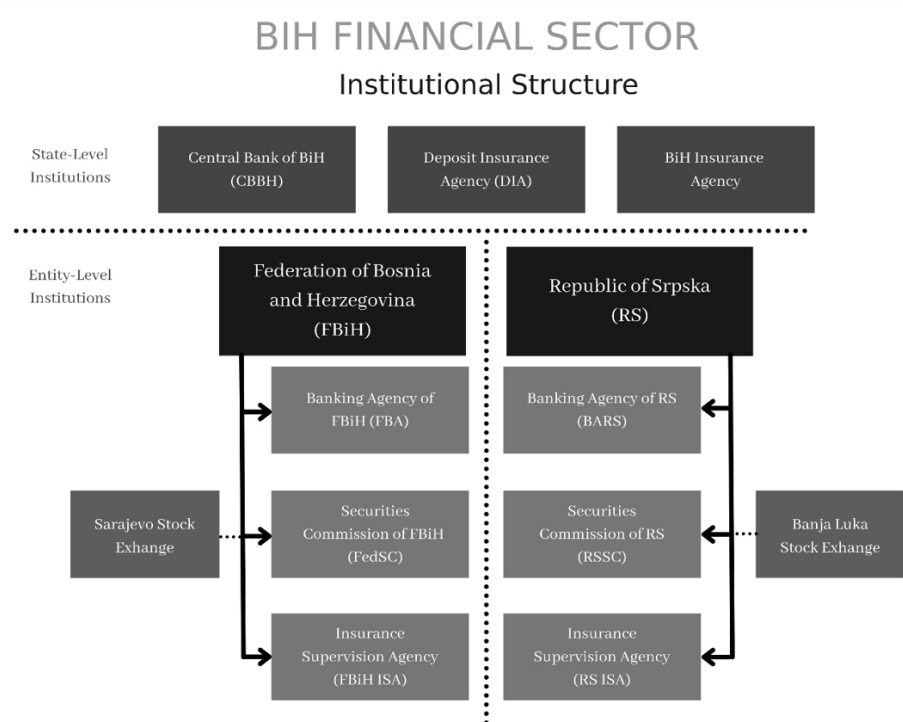 BIH FINANCIAL SECTOR
Institutional Structure
State-Level
Institutions
Central Bank of BiH
(CBBH)
Deposit Insurance
Agency (DIA)
BiH Insurance
Agency
Entity-Level
Institutions
Federation of Bosnia
and Herzegovina
(FBiH)
Republic of Srpska
(RS)
Banking Agency of
FBiH (FBA)
Banking Agency of RS
(BARS)
Sarajevo Stock
Exhange
Securities
Commission of FBiH
(FedSC)
Securities
Commission of RS
(RSSC)
Banja Luka
Stock Exhange
Insurance
Supervision Agency
(FBiH ISA)
Insurance
Supervision Agency
(RS ISA)